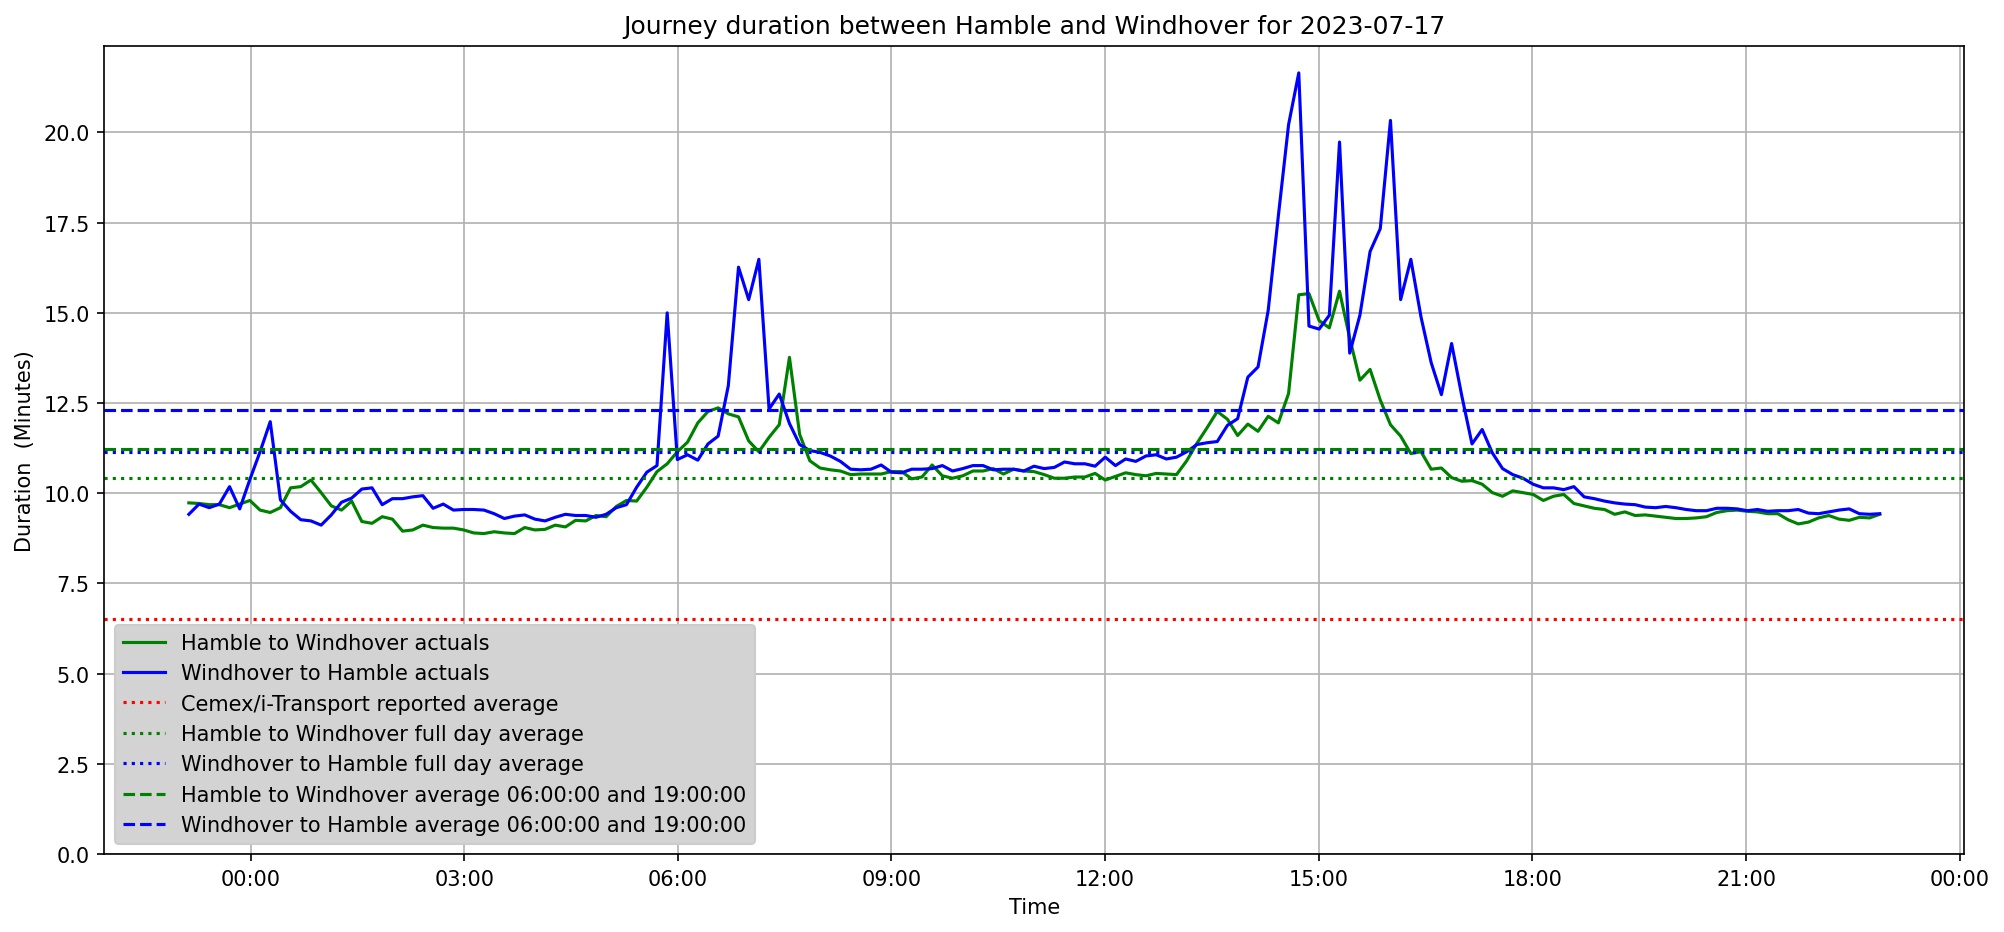 Journey duration between Hamble and Windhover for 2023-07-17
Duration  (Minutes)
20.0
17.5
15.0
12.5
10.0
7.5
5.0
2.5
0.0
Hamble to Windhover actuals
Windhover to Hamble actuals
Cemex/i-Transport reported average
Hamble to Windhover full day average
Windhover to Hamble full day average
Hamble to Windhover average 06:00:00 and 19:00:00
Windhover to Hamble average 06:00:00 and 19:00:00
00:00 03:00 06:00 09:00 12:00 15:00 18:00 21:00 00:00
Time